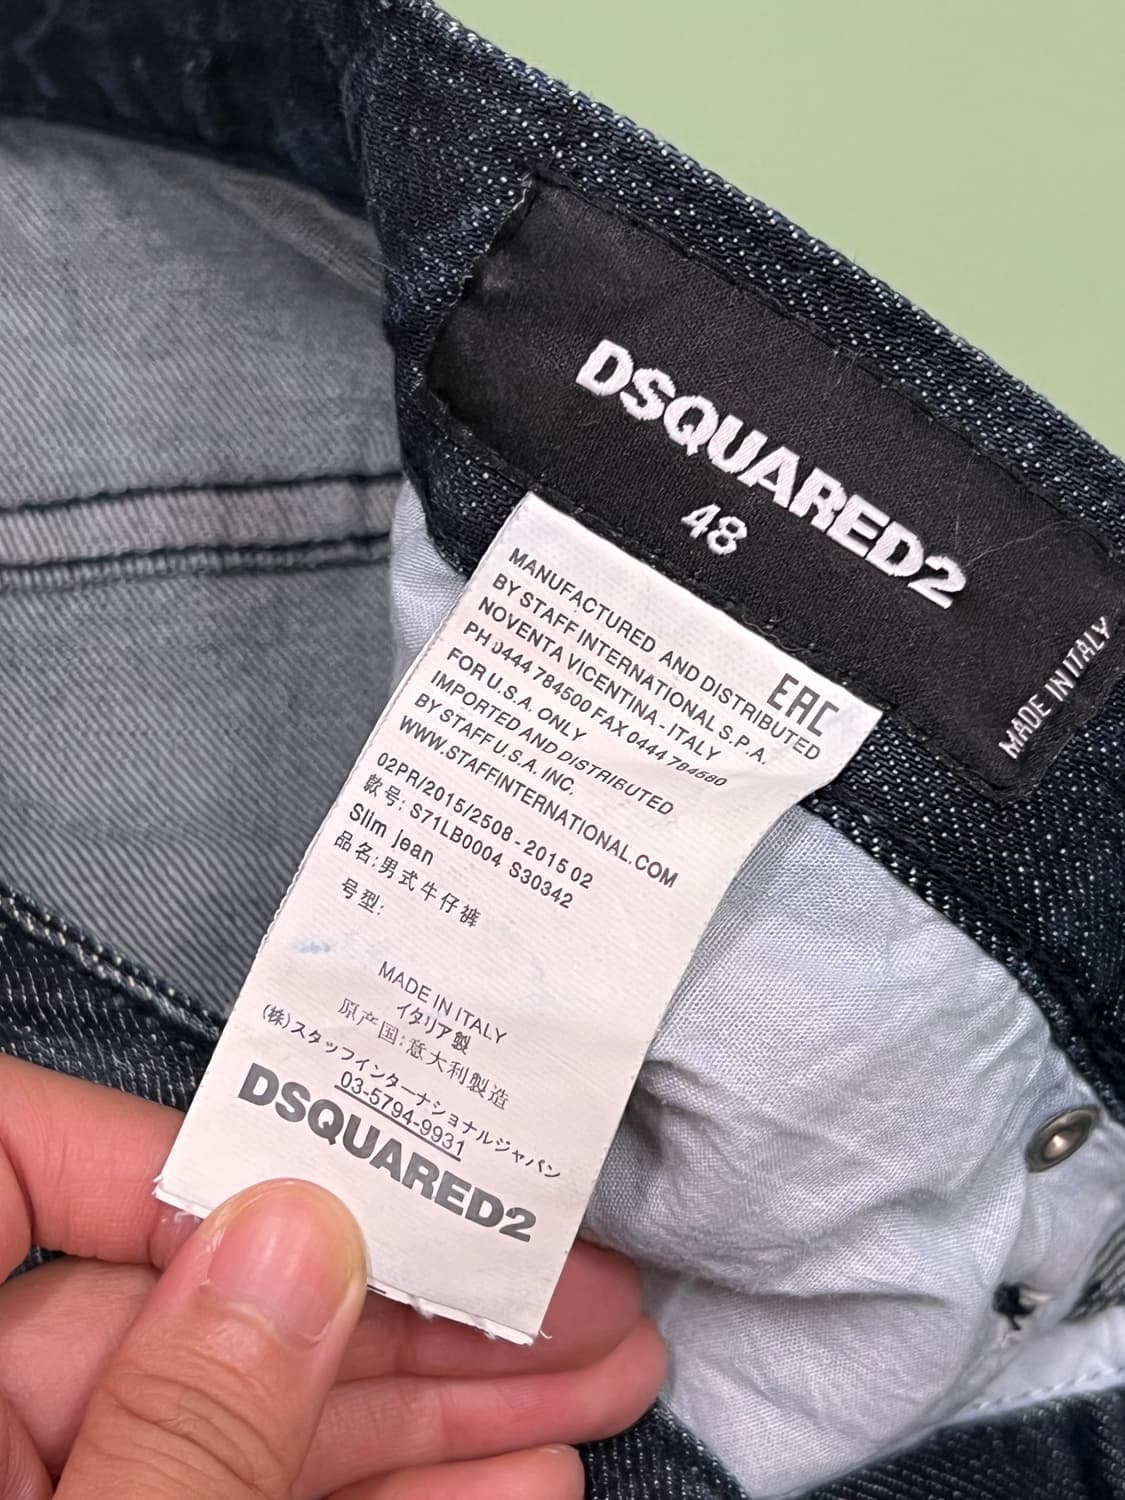 DSQUARED2
48
MADE IN ITALY
EAC
MANUFACTURED AND DISTRIBUTED
BY STAFF INTERNATIONAL S.P.A.
NOVENTA VICENTINA - ITALY
PH 0444 784500 FAX 0444 784580
FOR U.S.A. ONLY
IMPORTED AND DISTRIBUTED
BY STAFF U.S.A. INC.
WWW.STAFFINTERNATIONAL.COM
02PR/2015/2508 - 2015 02
款号: S71LB0004 S30342
Slim jean
品名:男式牛仔裤
号型:
MADE IN ITALY
イタリア製
原产国:意大利製造
(株)スタッフインターナショナルジャパン
03-5794-9931
DSQUARED2